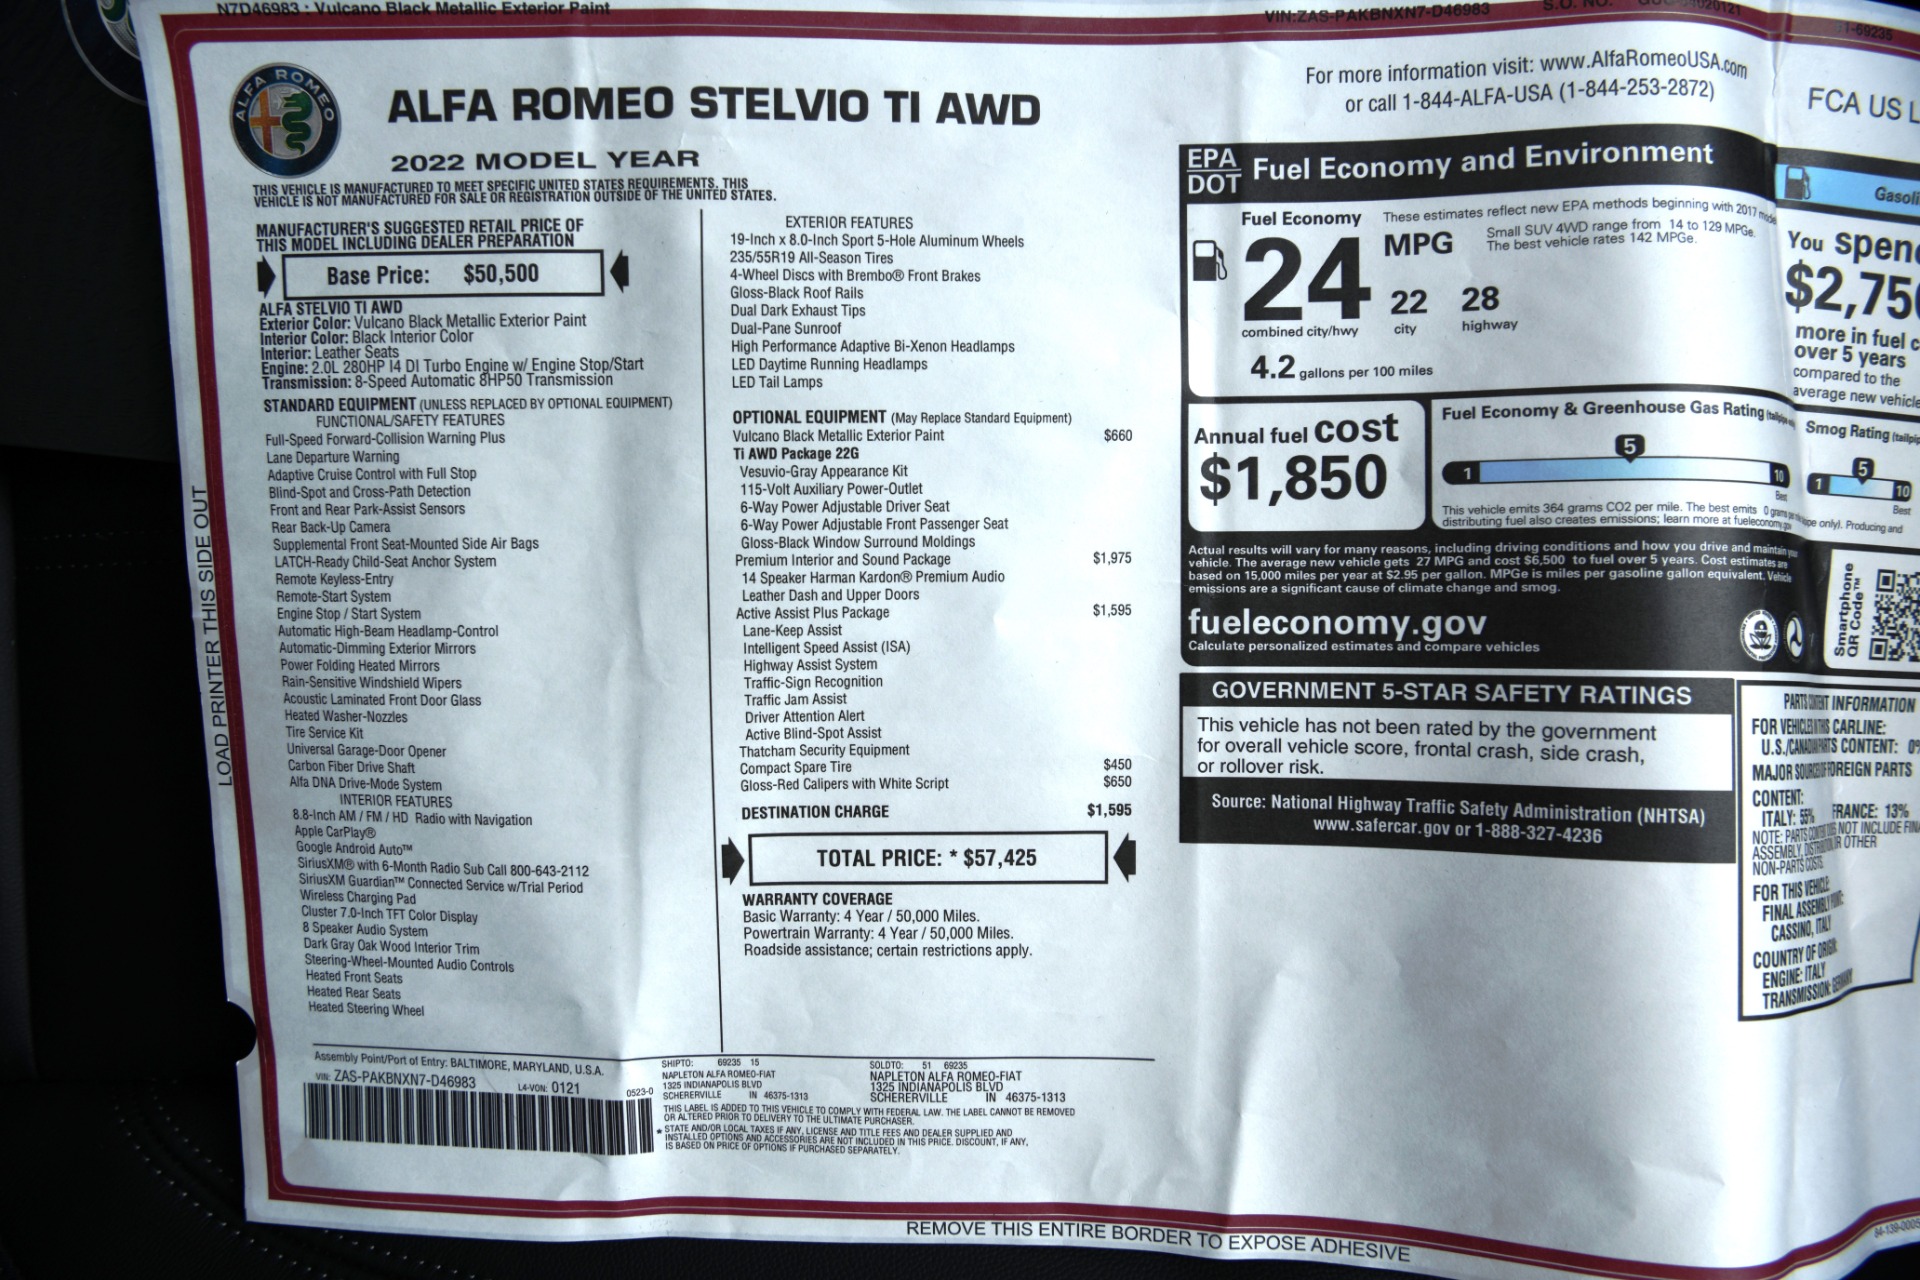 N7D46983 : Vulcano Black Metallic Exterior Paint
VIN:ZAS-PAKBNXN7-D46983
S.O. NO.
ALFA ROMEO
ALFA ROMEO STELVIO TI AWD
2022 MODEL YEAR
THIS VEHICLE IS MANUFACTURED TO MEET SPECIFIC UNITED STATES REQUIREMENTS. THIS
VEHICLE IS NOT MANUFACTURED FOR SALE OR REGISTRATION OUTSIDE OF THE UNITED STATES.
MANUFACTURER'S SUGGESTED RETAIL PRICE OF
THIS MODEL INCLUDING DEALER PREPARATION
Base Price: $50,500
ALFA STELVIO TI AWD
Exterior Color: Vulcano Black Metallic Exterior Paint
Interior Color: Black Interior Color
Interior: Leather Seats
Engine: 2.0L 280HP I4 DI Turbo Engine w/ Engine Stop/Start
Transmission: 8-Speed Automatic 8HP50 Transmission
STANDARD EQUIPMENT (UNLESS REPLACED BY OPTIONAL EQUIPMENT)
FUNCTIONAL/SAFETY FEATURES
Full-Speed Forward-Collision Warning Plus
Lane Departure Warning
Adaptive Cruise Control with Full Stop
Blind-Spot and Cross-Path Detection
Front and Rear Park-Assist Sensors
Rear Back-Up Camera
Supplemental Front Seat-Mounted Side Air Bags
LATCH-Ready Child-Seat Anchor System
Remote Keyless-Entry
Remote-Start System
Engine Stop / Start System
Automatic High-Beam Headlamp-Control
Automatic-Dimming Exterior Mirrors
Power Folding Heated Mirrors
Rain-Sensitive Windshield Wipers
Acoustic Laminated Front Door Glass
Heated Washer-Nozzles
Tire Service Kit
Universal Garage-Door Opener
Carbon Fiber Drive Shaft
Alfa DNA Drive-Mode System
INTERIOR FEATURES
8.8-Inch AM / FM / HD Radio with Navigation
Apple CarPlay®
Google Android Auto™
SiriusXM® with 6-Month Radio Sub Call 800-643-2112
SiriusXM Guardian™ Connected Service w/Trial Period
Wireless Charging Pad
Cluster 7.0-Inch TFT Color Display
8 Speaker Audio System
Dark Gray Oak Wood Interior Trim
Steering-Wheel-Mounted Audio Controls
Heated Front Seats
Heated Rear Seats
Heated Steering Wheel
EXTERIOR FEATURES
19-Inch x 8.0-Inch Sport 5-Hole Aluminum Wheels
235/55R19 All-Season Tires
4-Wheel Discs with Brembo® Front Brakes
Gloss-Black Roof Rails
Dual Dark Exhaust Tips
Dual-Pane Sunroof
High Performance Adaptive Bi-Xenon Headlamps
LED Daytime Running Headlamps
LED Tail Lamps
OPTIONAL EQUIPMENT (May Replace Standard Equipment)
Vulcano Black Metallic Exterior Paint $660
Ti AWD Package 22G
Vesuvio-Gray Appearance Kit
115-Volt Auxiliary Power-Outlet
6-Way Power Adjustable Driver Seat
6-Way Power Adjustable Front Passenger Seat
Gloss-Black Window Surround Moldings
Premium Interior and Sound Package $1,975
14 Speaker Harman Kardon® Premium Audio
Leather Dash and Upper Doors
Active Assist Plus Package $1,595
Lane-Keep Assist
Intelligent Speed Assist (ISA)
Highway Assist System
Traffic-Sign Recognition
Traffic Jam Assist
Driver Attention Alert
Active Blind-Spot Assist
Thatcham Security Equipment
Compact Spare Tire $450
Gloss-Red Calipers with White Script $650
DESTINATION CHARGE $1,595
TOTAL PRICE: * $57,425
WARRANTY COVERAGE
Basic Warranty: 4 Year / 50,000 Miles.
Powertrain Warranty: 4 Year / 50,000 Miles.
Roadside assistance; certain restrictions apply.
Assembly Point/Port of Entry: BALTIMORE, MARYLAND, U.S.A.
VIN: ZAS-PAKBNXN7-D46983 L4-VON: 0121
0523-0
SHIPTO: 69235 15
NAPLETON ALFA ROMEO-FIAT
1325 INDIANAPOLIS BLVD
SCHERERVILLE IN 46375-1313
SOLDTO: 51 69235
NAPLETON ALFA ROMEO-FIAT
1325 INDIANAPOLIS BLVD
SCHERERVILLE IN 46375-1313
THIS LABEL IS ADDED TO THIS VEHICLE TO COMPLY WITH FEDERAL LAW. THE LABEL CANNOT BE REMOVED
OR ALTERED PRIOR TO DELIVERY TO THE ULTIMATE PURCHASER.
* STATE AND/OR LOCAL TAXES IF ANY, LICENSE AND TITLE FEES AND DEALER SUPPLIED AND
INSTALLED OPTIONS AND ACCESSORIES ARE NOT INCLUDED IN THIS PRICE. DISCOUNT, IF ANY,
IS BASED ON PRICE OF OPTIONS IF PURCHASED SEPARATELY.
LOAD PRINTER THIS SIDE OUT
REMOVE THIS ENTIRE BORDER TO EXPOSE ADHESIVE
For more information visit: www.AlfaRomeoUSA.com
or call 1-844-ALFA-USA (1-844-253-2872)
FCA US L
EPA
DOT
Fuel Economy and Environment
Gasoli
Fuel Economy
These estimates reflect new EPA methods beginning with 2017
24 MPG
Small SUV 4WD range from 14 to 129 MPGe.
The best vehicle rates 142 MPGe.
combined city/hwy
22 city
28 highway
4.2 gallons per 100 miles
You spen
$2,75
more in fuel c
over 5 years
compared to the
average new vehicle
Annual fuel cost
$1,850
Fuel Economy & Greenhouse Gas Rating
5
1 10
Best
This vehicle emits 364 grams CO2 per mile. The best emits 0 grams
distributing fuel also creates emissions; learn more at fueleconomy.gov
Smog Rating
5
1 10
Best
only). Producing and
Actual results will vary for many reasons, including driving conditions and how you drive and maintain
vehicle. The average new vehicle gets 27 MPG and cost $6,500 to fuel over 5 years. Cost estimates are
based on 15,000 miles per year at $2.95 per gallon. MPGe is miles per gasoline gallon equivalent. Vehicle
emissions are a significant cause of climate change and smog.
fueleconomy.gov
Calculate personalized estimates and compare vehicles
Smartphone
QR Code™
GOVERNMENT 5-STAR SAFETY RATINGS
This vehicle has not been rated by the government
for overall vehicle score, frontal crash, side crash,
or rollover risk.
Source: National Highway Traffic Safety Administration (NHTSA)
www.safercar.gov or 1-888-327-4236
PARTS CONTENT INFORMATION
FOR VEHICLES IN THIS CARLINE:
U.S./CANADIAN PARTS CONTENT: 0%
MAJOR SOURCES OF FOREIGN PARTS
CONTENT:
ITALY: 55% FRANCE: 13%
NOTE: PARTS CONTENT DOES NOT INCLUDE FIN
ASSEMBLY, DISTRIBUTION, OR OTHER
NON-PARTS COSTS.
FOR THIS VEHICLE:
FINAL ASSEMBLY POINT:
CASSINO, ITALY
COUNTRY OF ORIGIN:
ENGINE: ITALY
TRANSMISSION: GERMANY